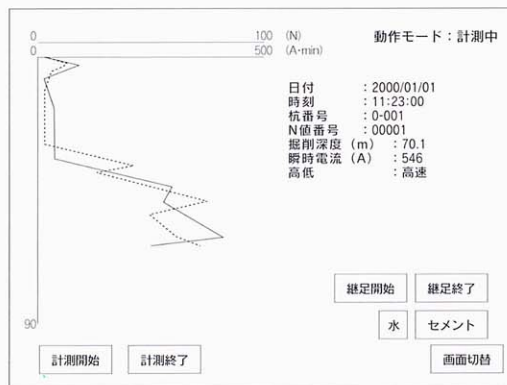 0 100 (N)
0 500 (A·min)
動作モード：計測中
日付 : 2000/01/01
時刻 : 11:23:00
杭番号 : 0-001
N値番号 : 00001
掘削深度（m） : 70.1
瞬時電流（A） : 546
高低 : 高速
90
継足開始 継足終了
水 セメント
計測開始 計測終了 画面切替